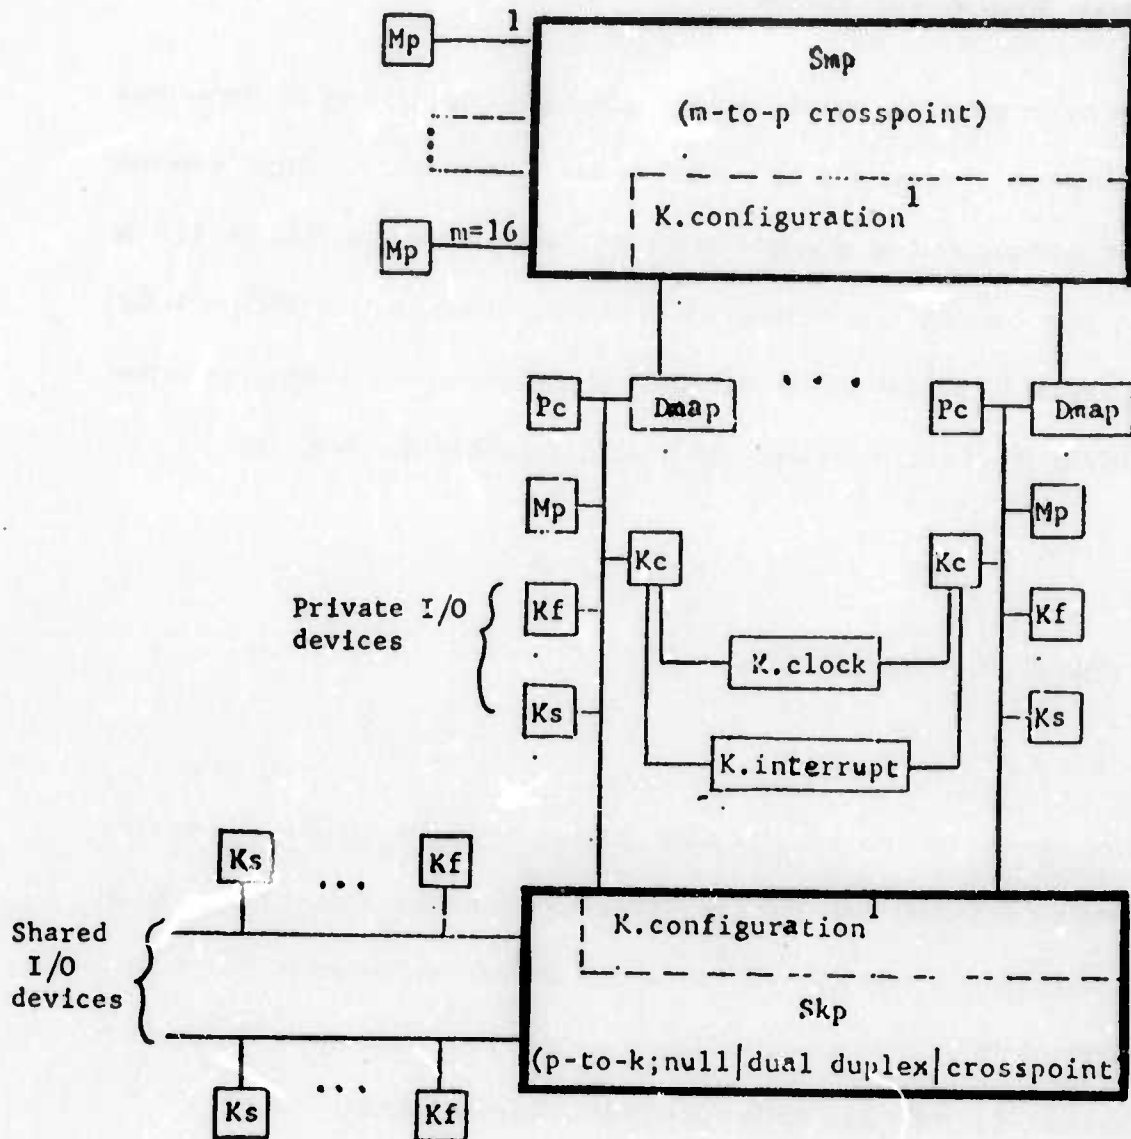 Mp 1
Smp
(m-to-p crosspoint)
K.configuration 1
Mp m=16
Pc Dmap ... Pc Dmap
Mp Mp
Kc Kc
Private I/O
devices
Kf Kf
K.clock
Ks Ks
K.interrupt
Ks ... Kf
K.configuration 1
Shared
I/O
devices
Skp
(p-to-k;null|dual duplex|crosspoint
Ks ... Kf